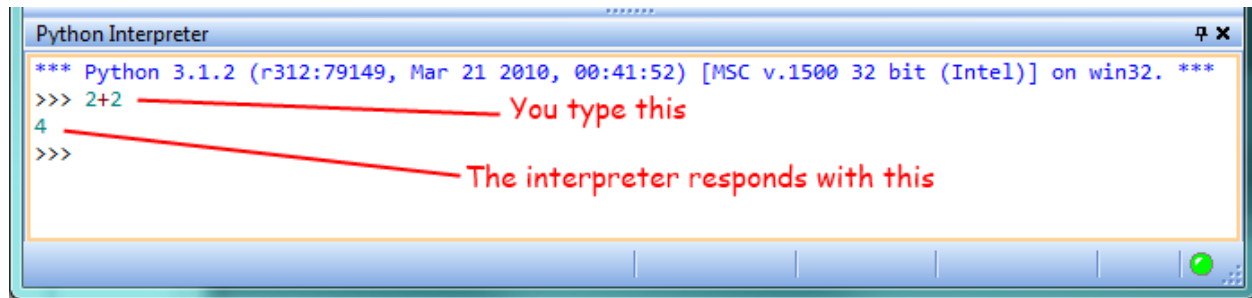 Python Interpreter
*** Python 3.1.2 (r312:79149, Mar 21 2010, 00:41:52) [MSC v.1500 32 bit (Intel)] on win32. ***
>>> 2+2
You type this
4
>>>
The interpreter responds with this